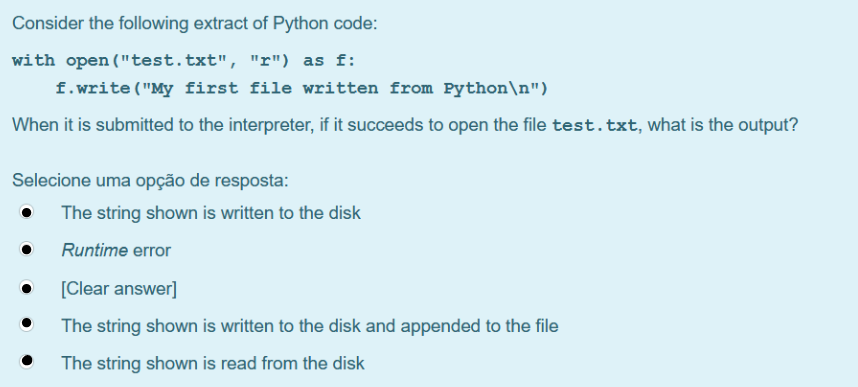 Consider the following extract of Python code:
with open("test.txt", "r") as f:
    f.write("My first file written from Python\n")
When it is submitted to the interpreter, if it succeeds to open the file test.txt, what is the output?
Selecione uma opção de resposta:
The string shown is written to the disk
Runtime error
[Clear answer]
The string shown is written to the disk and appended to the file
The string shown is read from the disk